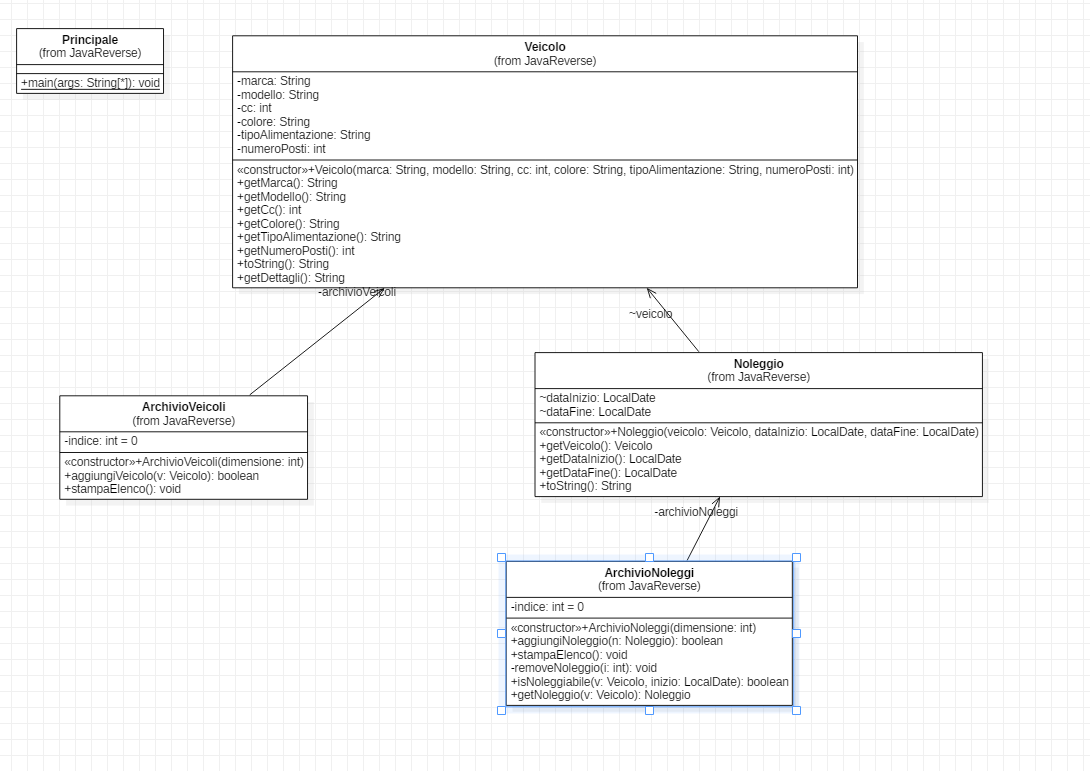 Principale
(from JavaReverse)
+main(args: String[*]): void
Veicolo
(from JavaReverse)
-marca: String
-modello: String
-cc: int
-colore: String
-tipoAlimentazione: String
-numeroPosti: int
«constructor»+Veicolo(marca: String, modello: String, cc: int, colore: String, tipoAlimentazione: String, numeroPosti: int)
+getMarca(): String
+getModello(): String
+getCc(): int
+getColore(): String
+getTipoAlimentazione(): String
+getNumeroPosti(): int
+toString(): String
+getDettagli(): String
-archivioVeicoli
~veicolo
ArchivioVeicoli
(from JavaReverse)
-indice: int = 0
«constructor»+ArchivioVeicoli(dimensione: int)
+aggiungiVeicolo(v: Veicolo): boolean
+stampaElenco(): void
Noleggio
(from JavaReverse)
~dataInizio: LocalDate
~dataFine: LocalDate
«constructor»+Noleggio(veicolo: Veicolo, dataInizio: LocalDate, dataFine: LocalDate)
+getVeicolo(): Veicolo
+getDataInizio(): LocalDate
+getDataFine(): LocalDate
+toString(): String
-archivioNoleggi
ArchivioNoleggi
(from JavaReverse)
-indice: int = 0
«constructor»+ArchivioNoleggi(dimensione: int)
+aggiungiNoleggio(n: Noleggio): boolean
+stampaElenco(): void
-removeNoleggio(i: int): void
+isNoleggiabile(v: Veicolo, inizio: LocalDate): boolean
+getNoleggio(v: Veicolo): Noleggio